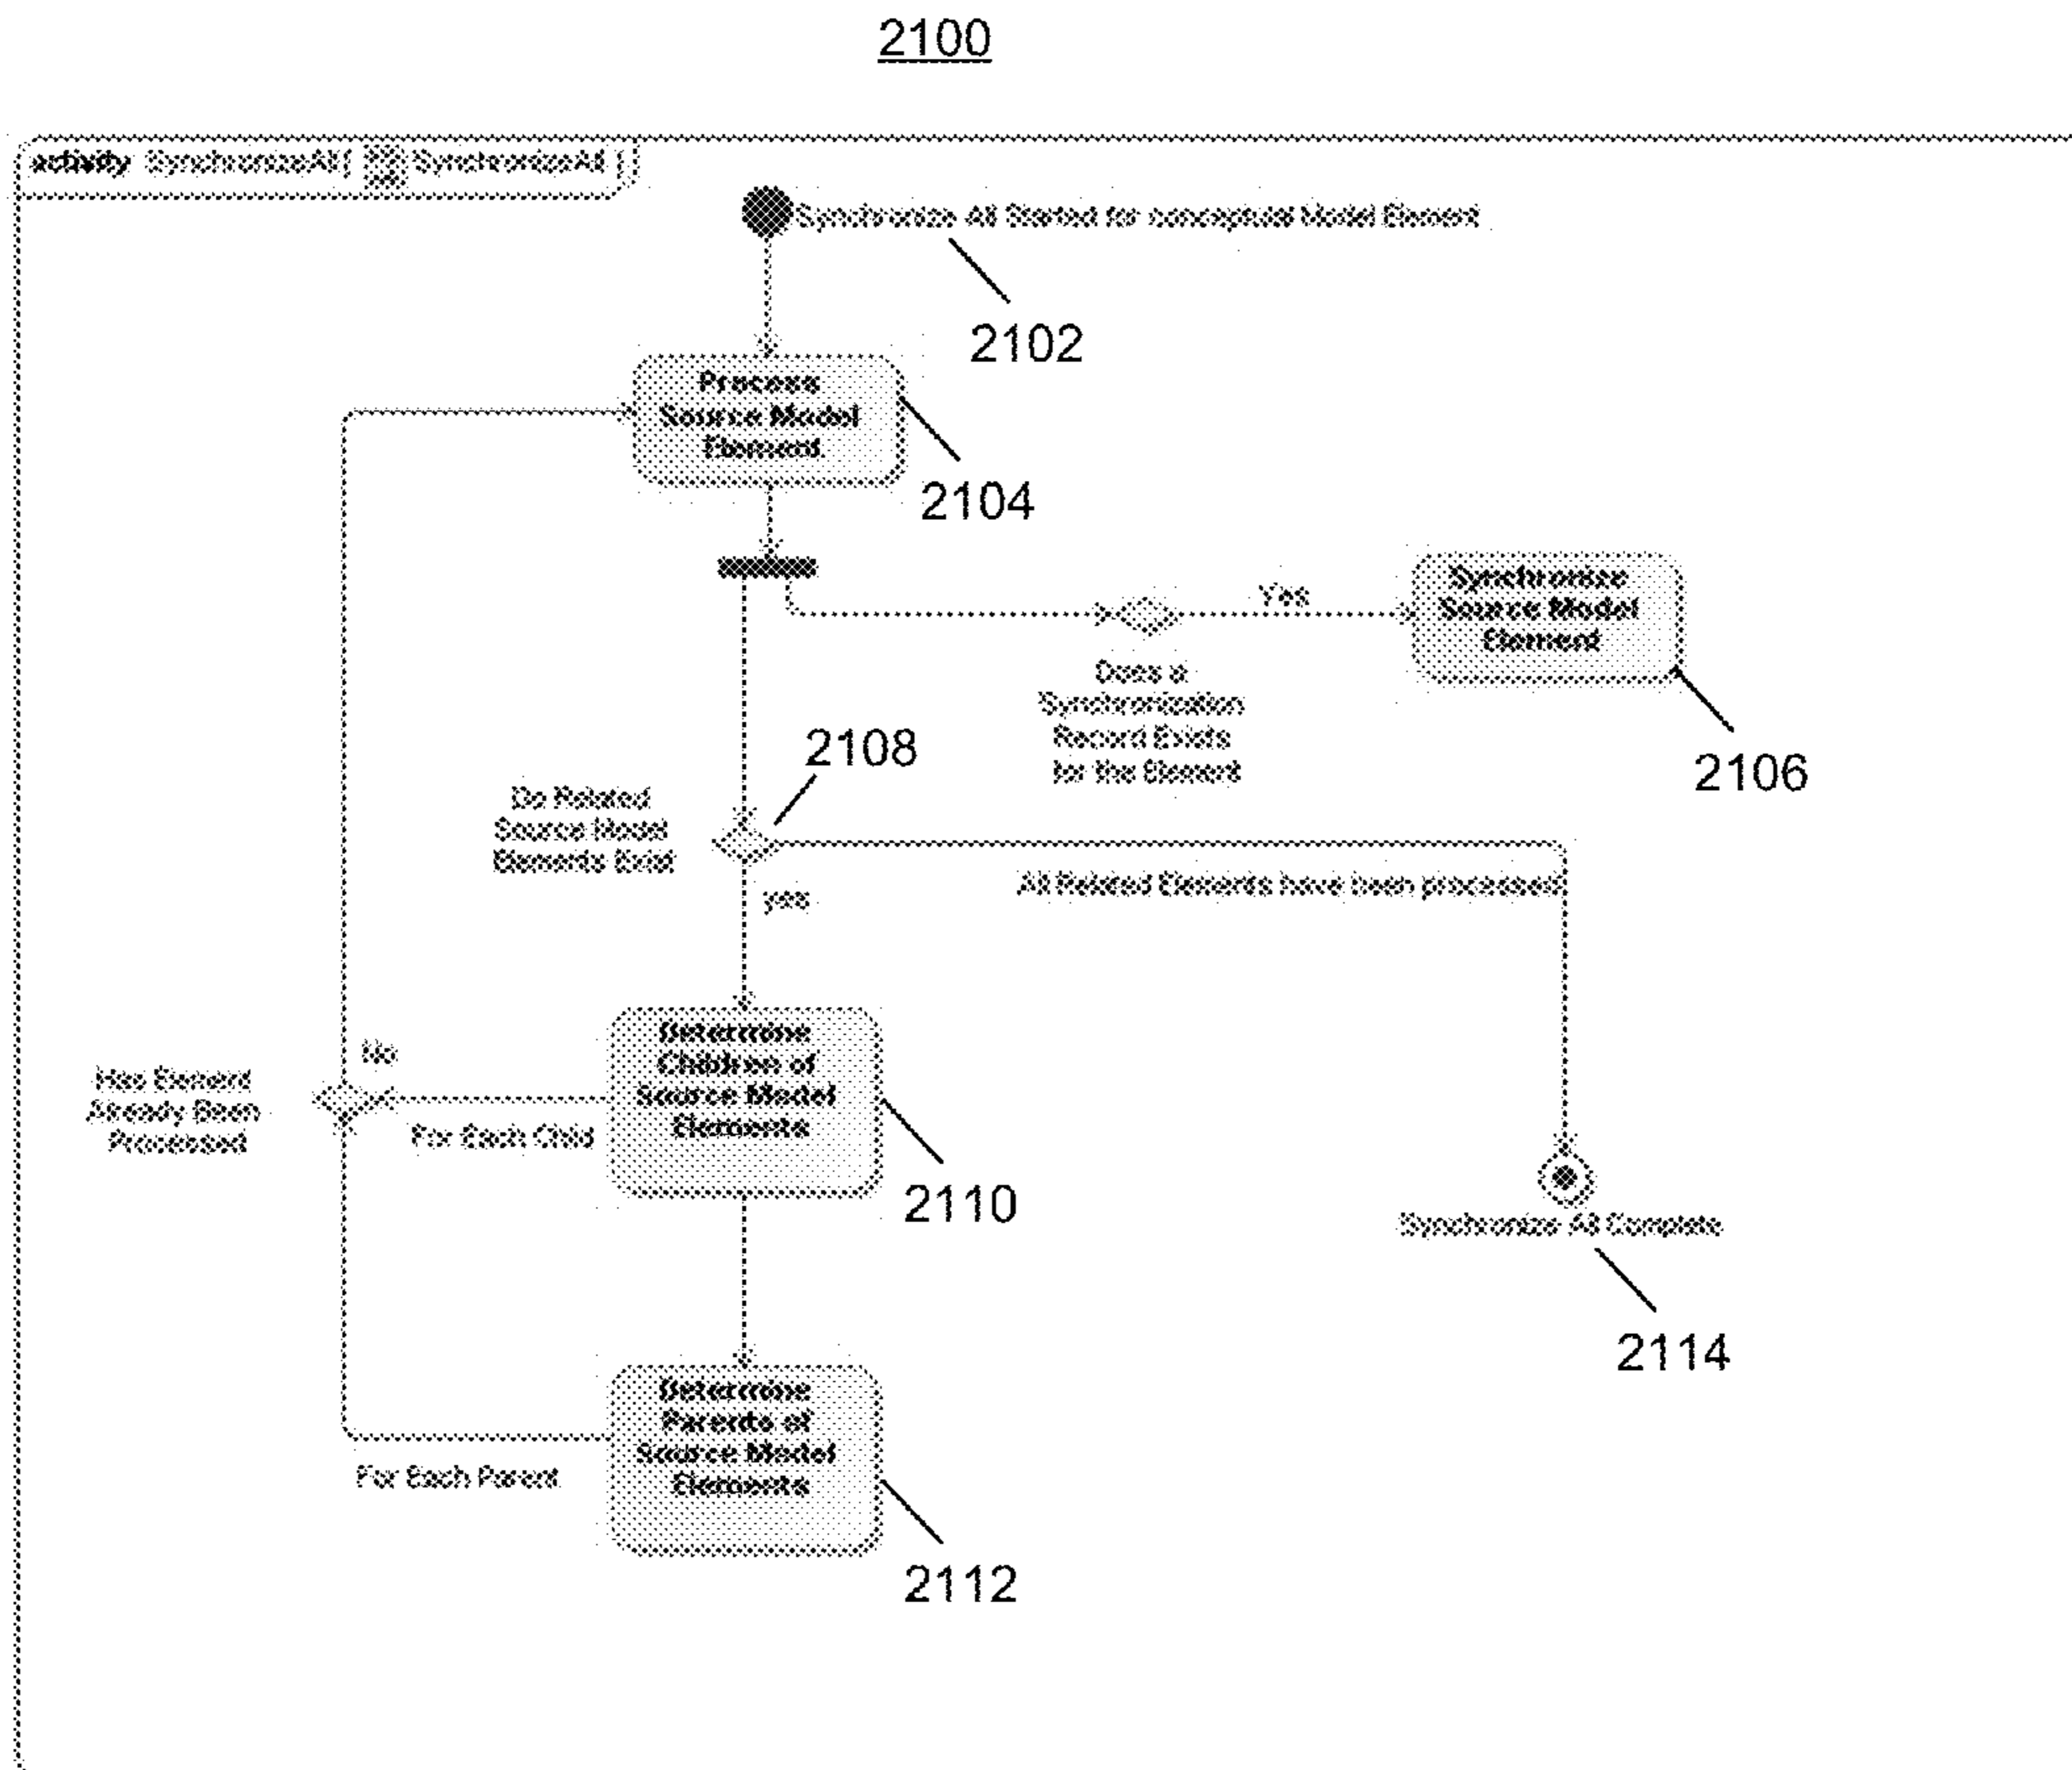 2100
activity SynchronizeAll [ SynchronizeAll ]
Synchronize All Started for conceptual Model Element
2102
Process
Source Model
Element
2104
Yes
Synchronize
Source Model
Element
Does a
Synchronization
Record Exists
for the Element
2106
2108
Do Related
Source Model
Elements Exist
All Related Elements have been processed
yes
No
Has Element
Already Been
Processed
For Each Child
Determine
Children of
Source Model
Elements
2110
Synchronize All Complete
2114
Determine
Parents of
Source Model
Elements
For Each Parent
2112